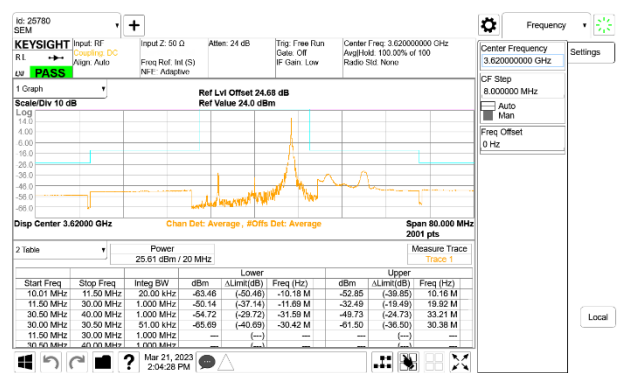 Id: 25780
SEM
Frequency
KEYSIGHT Input: RF Input Z: 50 Ω Atten: 24 dB Trig: Free Run Center Freq: 3.620000000 GHz
Coupling: DC Gate: Off Avg|Hold: 100.00% of 100
RL Align: Auto Freq Ref: Int (S) IF Gain: Low Radio Std: None
NFE: Adaptive
LW PASS
Center Frequency
3.620000000 GHz
Settings
CF Step
8.000000 MHz
Auto
Man
Freq Offset
0 Hz
1 Graph
Ref Lvl Offset 24.68 dB
Scale/Div 10 dB Ref Value 24.0 dBm
Log
14.0
4.00
-6.00
-16.0
-26.0
-36.0
-46.0
-56.0
-66.0
Disp Center 3.62000 GHz Chan Det: Average, #Offs Det: Average Span 80.000 MHz
2001 pts
2 Table Power Measure Trace
25.61 dBm / 20 MHz Trace 1
Lower Upper
Start Freq Stop Freq Integ BW dBm ΔLimit(dB) Freq (Hz) dBm ΔLimit(dB) Freq (Hz)
10.01 MHz 11.50 MHz 20.00 kHz -63.46 (-50.46) -10.18 M -52.85 (-39.85) 10.16 M
11.50 MHz 30.00 MHz 1.000 MHz -50.14 (-37.14) -11.69 M -32.49 (-19.49) 19.92 M
30.50 MHz 40.00 MHz 1.000 MHz -54.72 (-29.72) -31.59 M -49.73 (-24.73) 33.21 M
30.00 MHz 30.50 MHz 51.00 kHz -65.69 (-40.69) -30.42 M -61.50 (-36.50) 30.38 M
11.50 MHz 30.00 MHz 1.000 MHz --- (---) --- --- (---) ---
30.50 MHz 40.00 MHz 1.000 MHz --- (---) --- --- (---) ---
Local
? Mar 21, 2023
2:04:28 PM